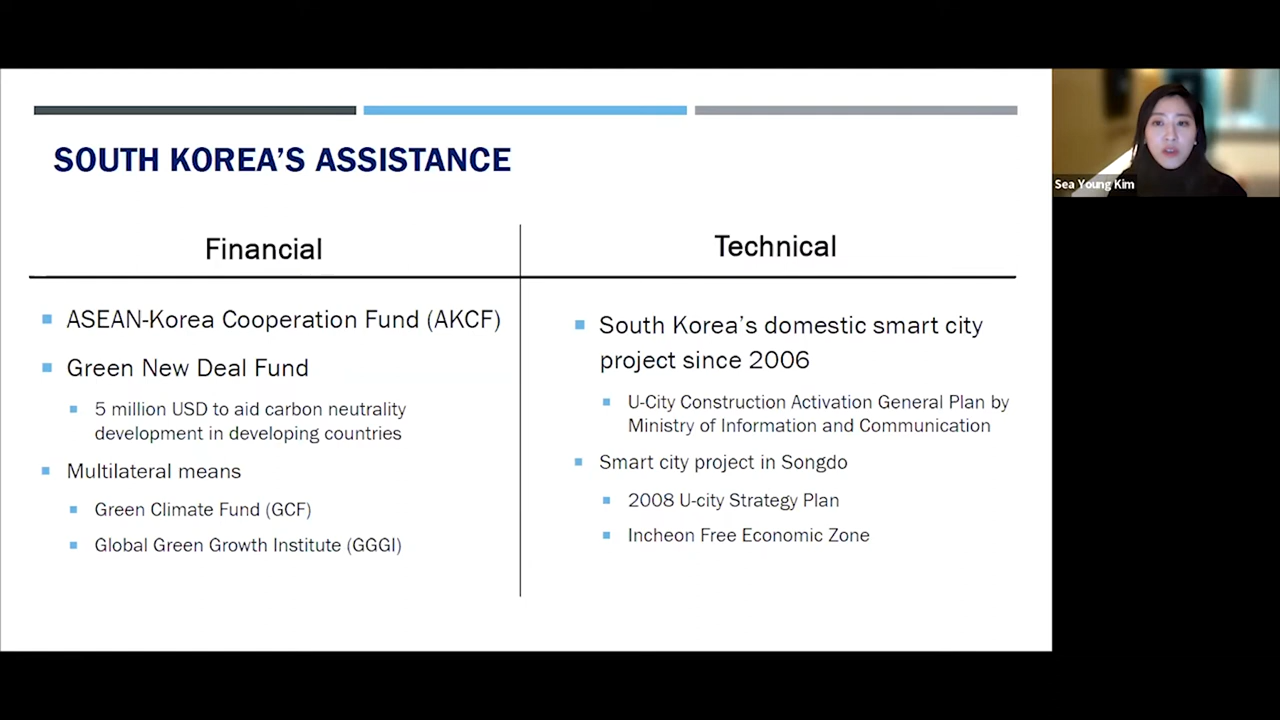 SOUTH KOREA'S ASSISTANCE
Financial
ASEAN-Korea Cooperation Fund (AKCF)
Green New Deal Fund
5 million USD to aid carbon neutrality
development in developing countries
Multilateral means
Green Climate Fund (GCF)
Global Green Growth Institute (GGGI)
Technical
South Korea's domestic smart city
project since 2006
U-City Construction Activation General Plan by
Ministry of Information and Communication
Smart city project in Songdo
2008 U-city Strategy Plan
Incheon Free Economic Zone
Sea Young Kim